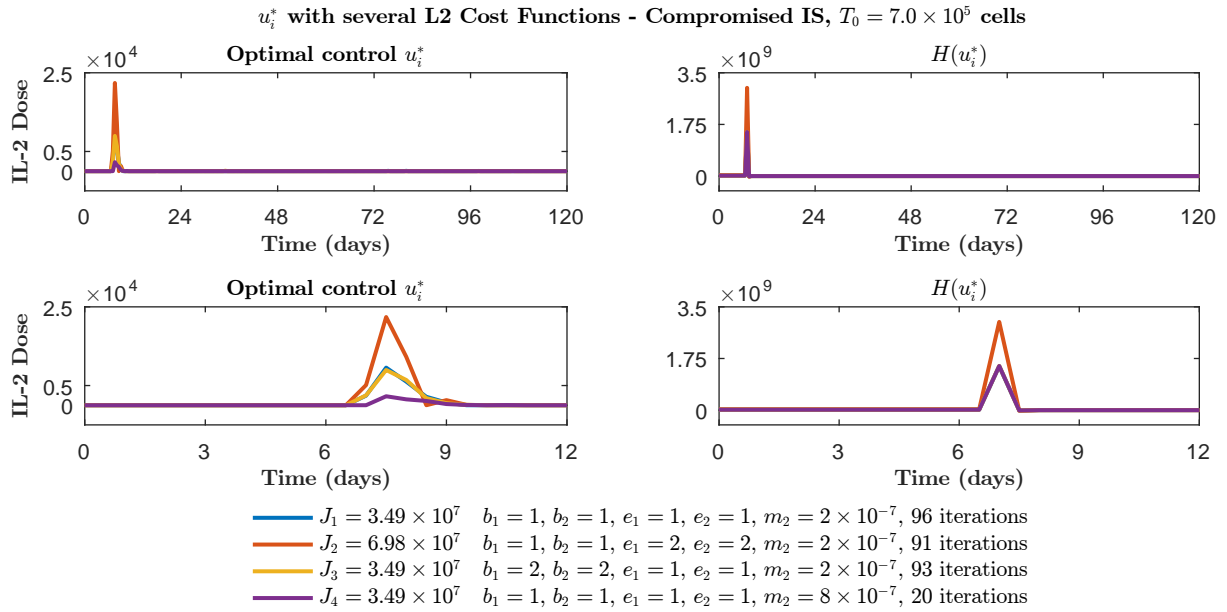 u_i^* with several L2 Cost Functions - Compromised IS, T_0 = 7.0 × 10^5 cells
Optimal control u_i^*
×10^4
IL-2 Dose
2.5
0.5
0
0 24 48 72 96 120
Time (days)
H(u_i^*)
×10^9
3.5
1.75
0
0 24 48 72 96 120
Time (days)
Optimal control u_i^*
×10^4
IL-2 Dose
2.5
0.5
0
0 3 6 9 12
Time (days)
H(u_i^*)
×10^9
3.5
1.75
0
0 3 6 9 12
Time (days)
J_1 = 3.49 × 10^7 b_1 = 1, b_2 = 1, e_1 = 1, e_2 = 1, m_2 = 2 × 10^{-7}, 96 iterations
J_2 = 6.98 × 10^7 b_1 = 1, b_2 = 1, e_1 = 2, e_2 = 2, m_2 = 2 × 10^{-7}, 91 iterations
J_3 = 3.49 × 10^7 b_1 = 2, b_2 = 2, e_1 = 1, e_2 = 1, m_2 = 2 × 10^{-7}, 93 iterations
J_4 = 3.49 × 10^7 b_1 = 1, b_2 = 1, e_1 = 1, e_2 = 1, m_2 = 8 × 10^{-7}, 20 iterations